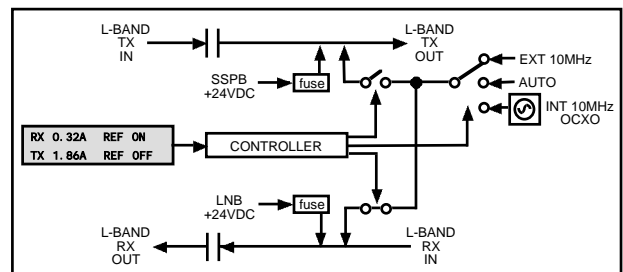 L-BAND
TX
IN
L-BAND
TX
OUT
EXT 10MHz
AUTO
INT 10MHz
OCXO
SSPB
+24VDC
fuse
RX 0.32A REF ON
TX 1.86A REF OFF
CONTROLLER
LNB
+24VDC
fuse
L-BAND
RX
OUT
L-BAND
RX
IN